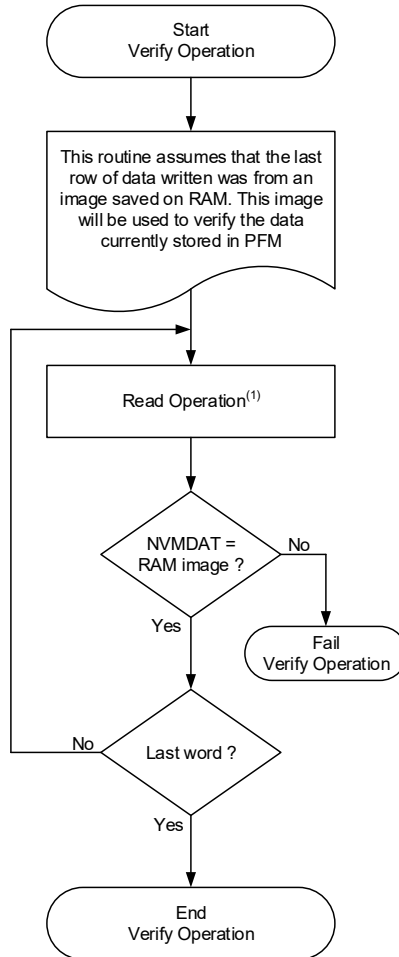 Start
Verify Operation
This routine assumes that the last
row of data written was from an
image saved on RAM. This image
will be used to verify the data
currently stored in PFM
Read Operation(1)
NVMDAT =
RAM image ?
No
Yes
Fail
Verify Operation
No
Last word ?
Yes
End
Verify Operation